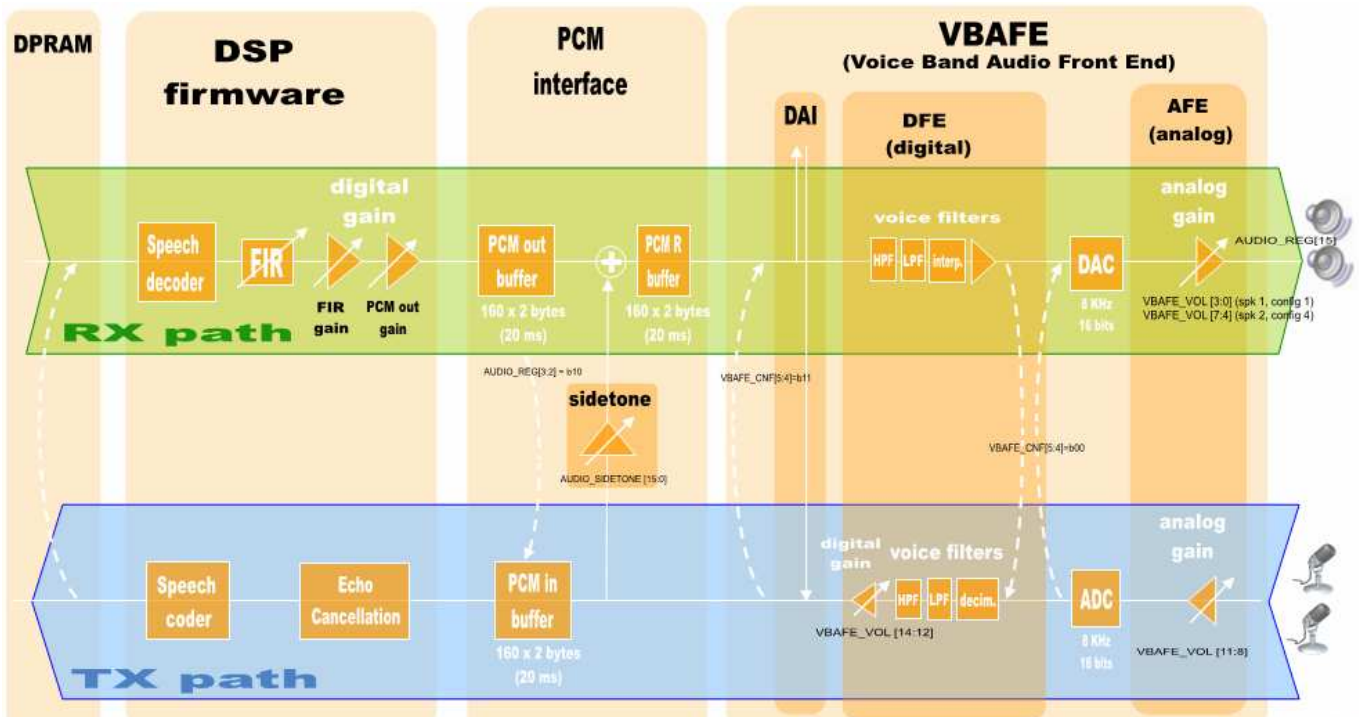 DPRAM
DSP
firmware
PCM
interface
VBAFE
(Voice Band Audio Front End)
DAI
DFE
(digital)
AFE
(analog)
digital
gain
Speech
decoder
FIR
FIR
gain
PCM out
gain
PCM out
buffer
160 x 2 bytes
(20 ms)
PCM R
buffer
160 x 2 bytes
(20 ms)
voice filters
HPF
LPF
interp.
DAC
8 KHz
16 bits
analog
gain
AUDIO_REG[15]
VBAFE_VOL [3:0] (spk 1, config 1)
VBAFE_VOL [7:4] (spk 2, config 4)
RX path
AUDIO_REG[3;2] = b10
VBAFE_CNF[5:4]=b11
sidetone
AUDIO_SIDETONE [15:0]
VBAFE_CNF[5:4]=b00
Speech
coder
Echo
Cancellation
PCM in
buffer
160 x 2 bytes
(20 ms)
digital
gain
voice filters
HPF
LPF
decim.
VBAFE_VOL [14:12]
ADC
8 KHz
16 bits
analog
gain
VBAFE_VOL [11:8]
TX path